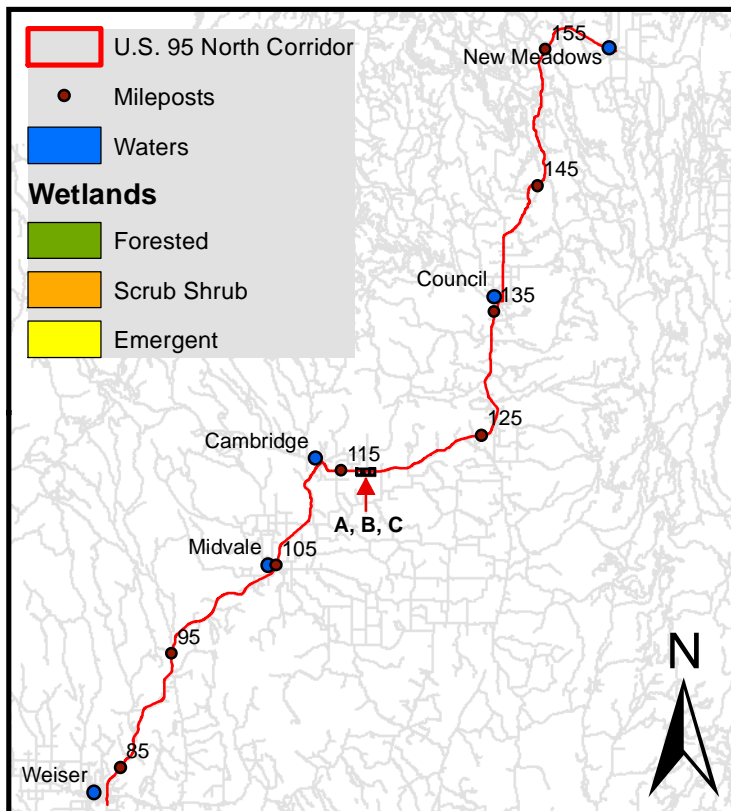 U.S. 95 North Corridor
Mileposts
Waters
Wetlands
Forested
Scrub Shrub
Emergent
155
New Meadows
145
Council
135
125
Cambridge
115
A, B, C
Midvale
105
95
N
85
Weiser